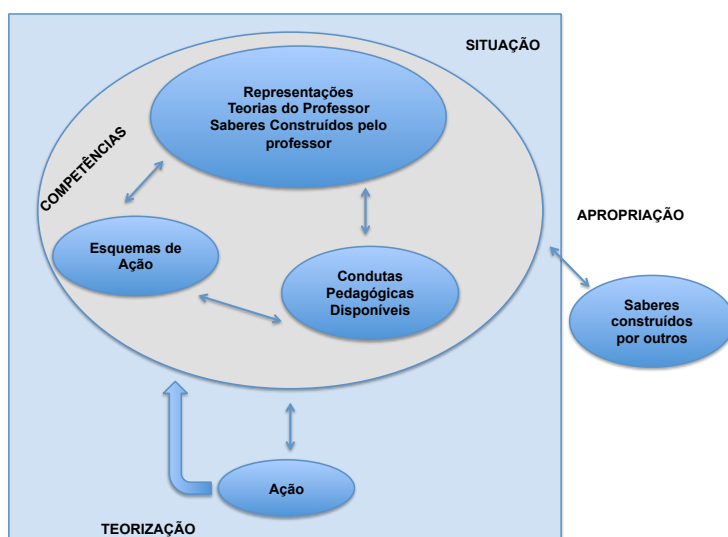 SITUAÇÃO
Representações
Teorias do Professor
Saberes Construídos pelo
professor
COMPETÊNCIAS
APROPRIAÇÃO
Esquemas de
Ação
Condutas
Pedagógicas
Disponíveis
Saberes
construídos
por outros
Ação
TEORIZAÇÃO